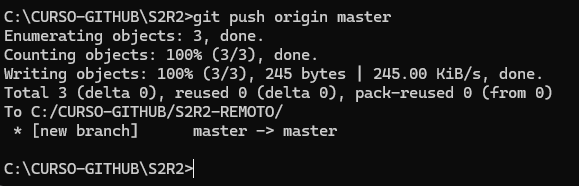 C:\CURSO-GITHUB\S2R2>git push origin master
Enumerating objects: 3, done.
Counting objects: 100% (3/3), done.
Writing objects: 100% (3/3), 245 bytes | 245.00 KiB/s, done.
Total 3 (delta 0), reused 0 (delta 0), pack-reused 0 (from 0)
To C:/CURSO-GITHUB/S2R2-REMOTO/
 * [new branch]      master -> master
C:\CURSO-GITHUB\S2R2>